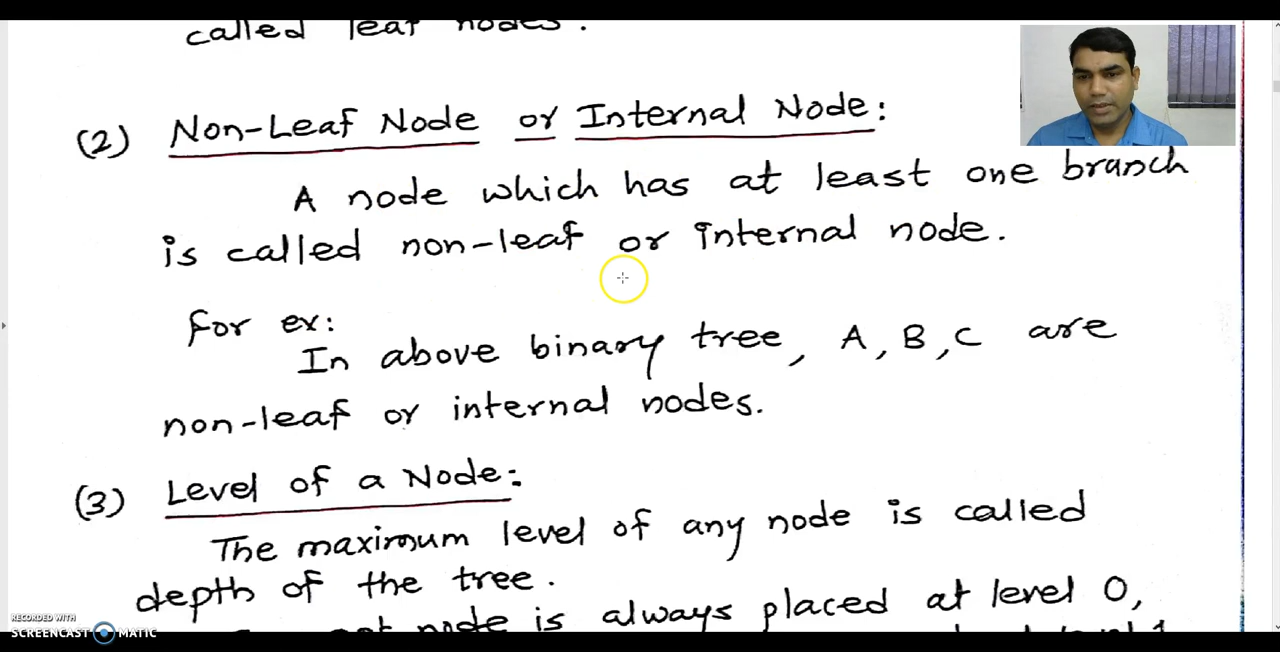 called leaf nodes.
(2) Non-Leaf Node or Internal Node:
A node which has at least one branch
is called non-leaf or internal node.
For ex:
In above binary tree, A, B, C are
non-leaf or internal nodes.
(3) Level of a Node:
The maximum level of any node is called
depth of the tree.
node is always placed at level 0,
RECORDED WITH
SCREENCAST MATIC